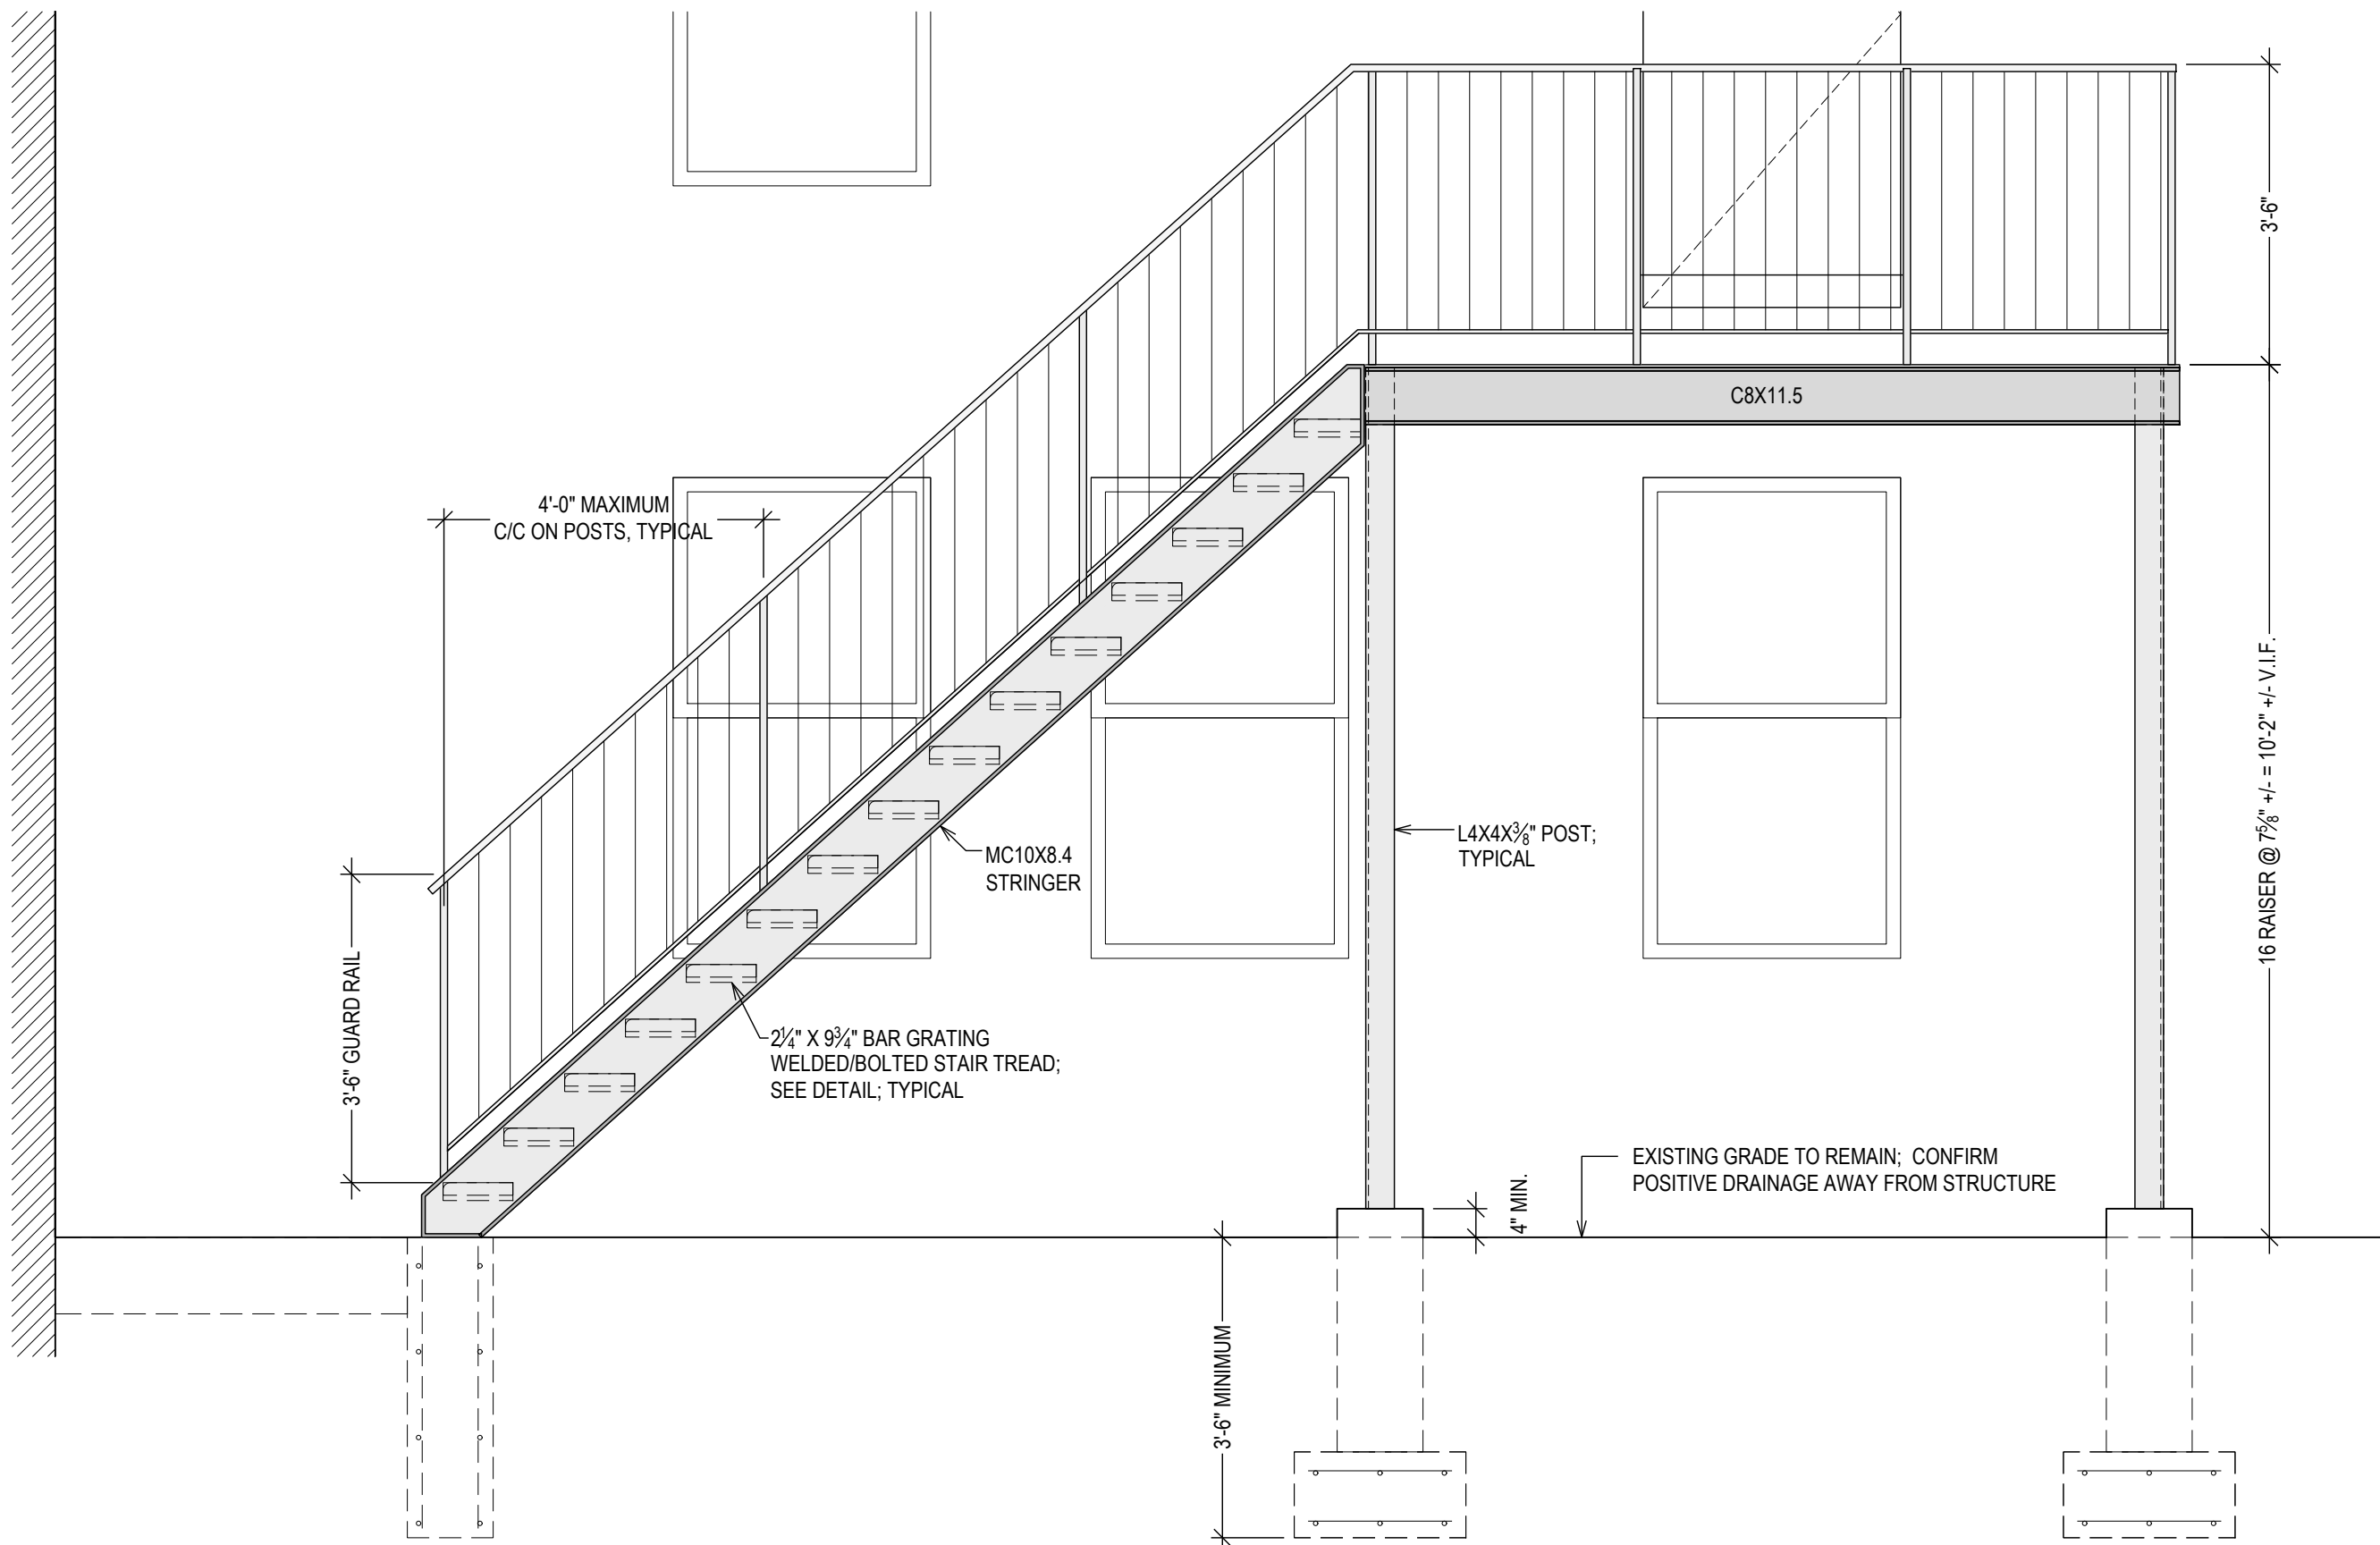 3'-6"
C8X11.5
4'-0" MAXIMUM
C/C ON POSTS, TYPICAL
16 RAISER @ 7⅝" +/- = 10'-2" +/- V.I.F.
L4X4X⅜" POST;
TYPICAL
MC10X8.4
STRINGER
3'-6" GUARD RAIL
2¼" X 9¾" BAR GRATING
WELDED/BOLTED STAIR TREAD;
SEE DETAIL; TYPICAL
EXISTING GRADE TO REMAIN; CONFIRM
POSITIVE DRAINAGE AWAY FROM STRUCTURE
4" MIN.
3'-6" MINIMUM